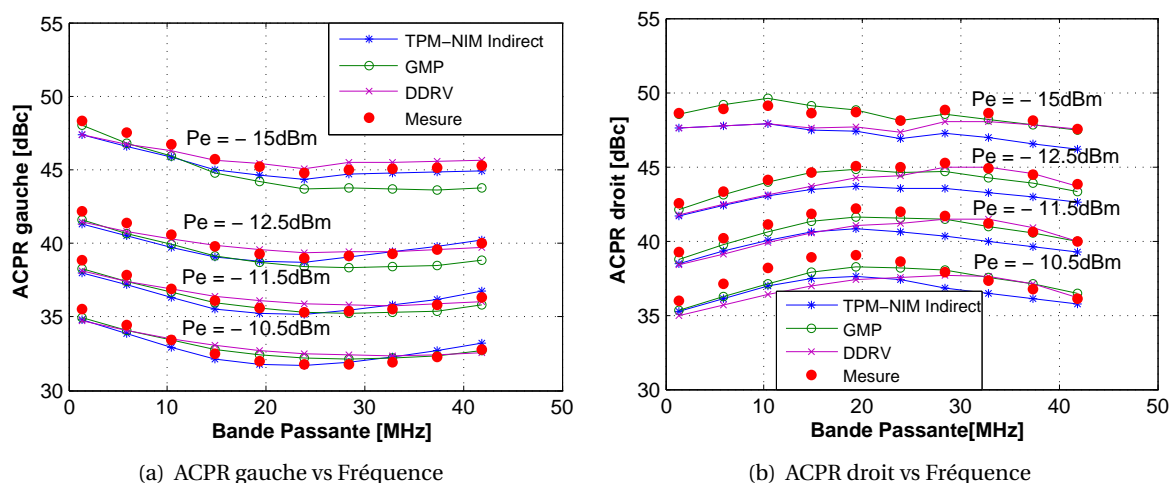 55
50
45
40
35
30
0
10
20
30
40
50
ACPR gauche [dBc]
Bande Passante [MHz]
TPM−NIM Indirect
GMP
DDRV
Mesure
Pe = − 15dBm
Pe = − 12.5dBm
Pe = − 11.5dBm
Pe = − 10.5dBm
(a) ACPR gauche vs Fréquence
55
50
45
40
35
30
0
10
20
30
40
50
ACPR droit [dBc]
Bande Passante[MHz]
Pe = − 15dBm
Pe = − 12.5dBm
Pe = − 11.5dBm
Pe = − 10.5dBm
TPM−NIM Indirect
GMP
DDRV
Mesure
(b) ACPR droit vs Fréquence